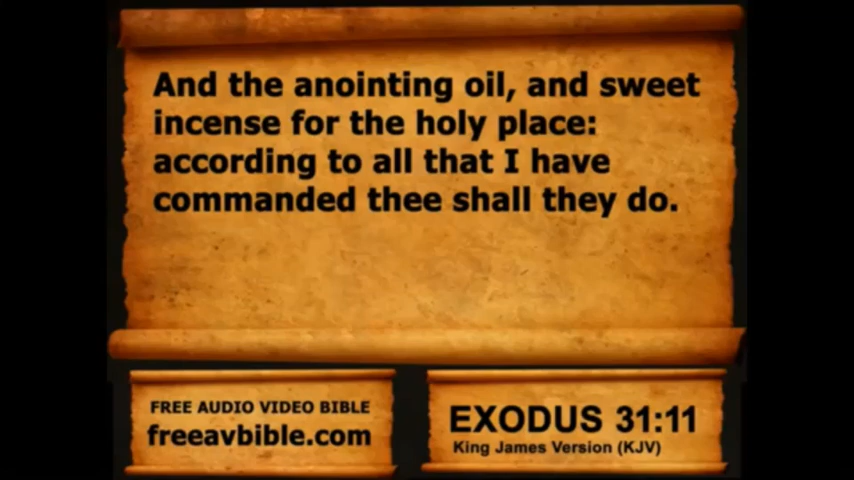 And the anointing oil, and sweet
incense for the holy place:
according to all that I have
commanded thee shall they do.
FREE AUDIO VIDEO BIBLE
freeavbible.com
EXODUS 31:11
King James Version (KJV)